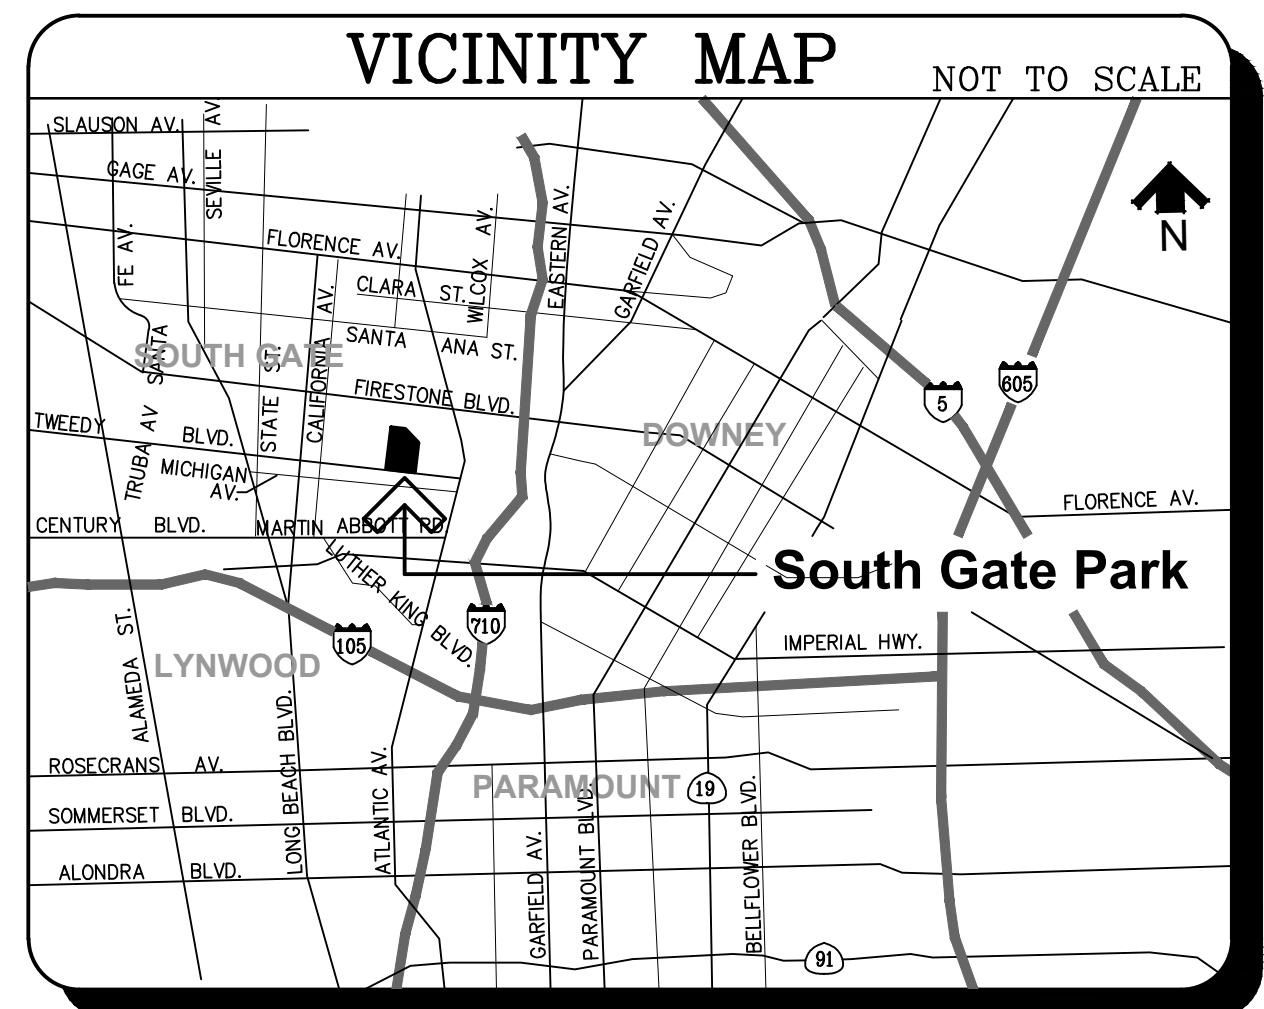 VICINITY MAP
NOT TO SCALE
SLAUSON AV.
SEVILLE AV.
GAGE AV.
N
FE AV.
FLORENCE AV.
WILCOX AV.
EASTERN AV.
GARFIELD AV.
CLARA ST.
SANTA ANA ST.
SANTA
SOUTH GATE
STATE ST.
CALIFORNIA AV.
FIRESTONE BLVD.
605
5
TWEEDY BLVD.
DOWNEY
TRUBA AV
MICHIGAN
AV.
FLORENCE AV.
CENTURY BLVD.
MARTIN ABBOTT RD.
South Gate Park
LUTHER KING BLVD.
710
105
ALAMEDA ST.
IMPERIAL HWY.
LYNWOOD
LONG BEACH BLVD.
ATLANTIC AV.
ROSECRANS AV.
PARAMOUNT
19
SOMMERSET BLVD.
GARFIELD AV.
PARAMOUNT BLVD.
BELLFLOWER BLVD.
ALONDRA BLVD.
91